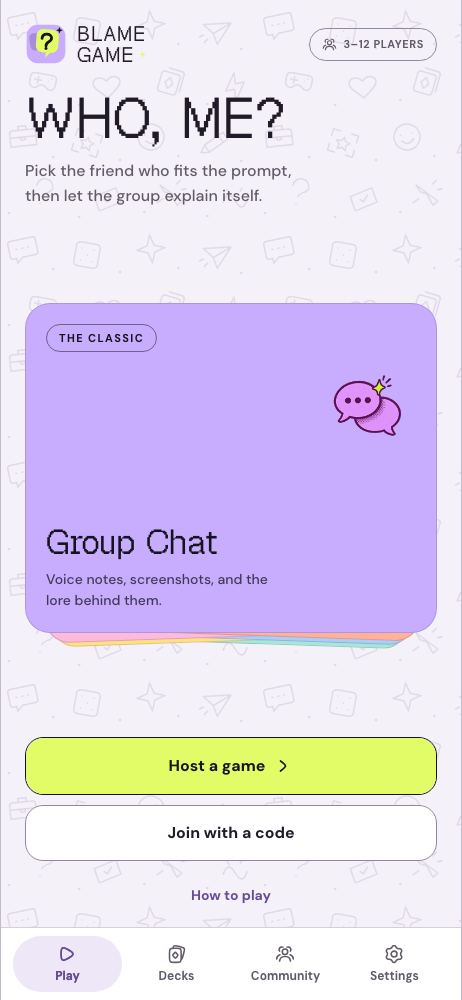 BLAME
GAME
3–12 PLAYERS
WHO, ME?
Pick the friend who fits the prompt,
then let the group explain itself.
THE CLASSIC
Group Chat
Voice notes, screenshots, and the
lore behind them.
Host a game
Join with a code
How to play
Play
Decks
Community
Settings